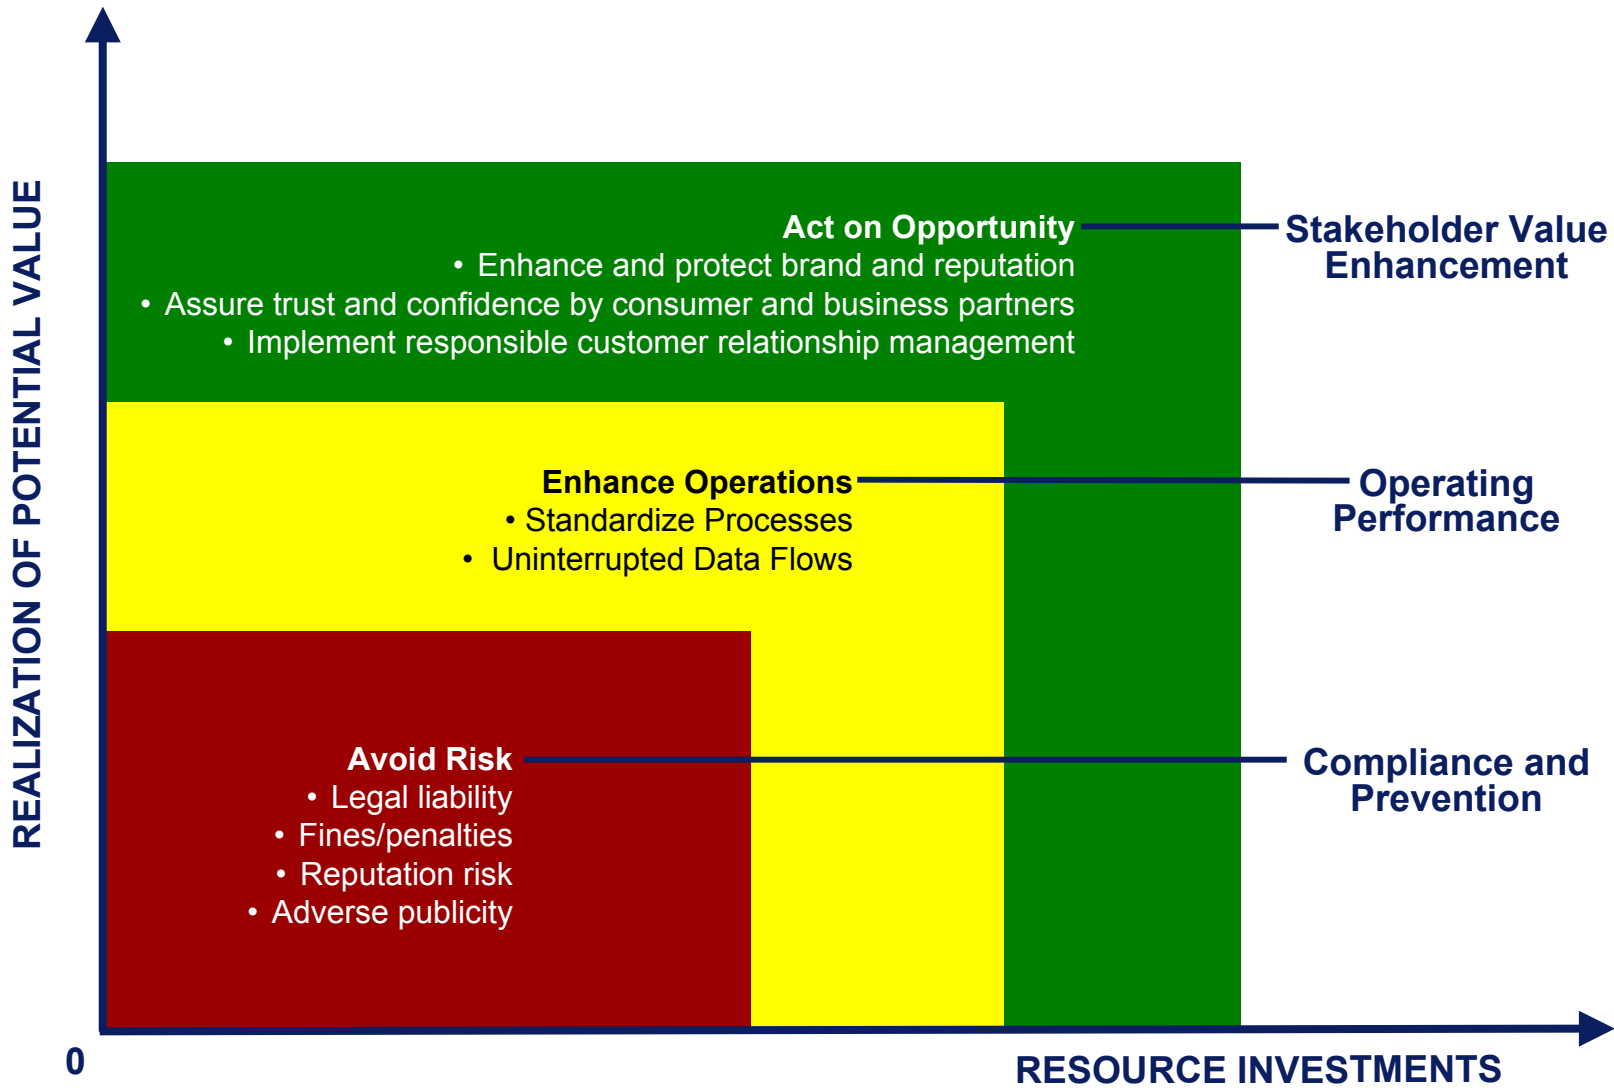 REALIZATION OF POTENTIAL VALUE
Act on Opportunity
• Enhance and protect brand and reputation
• Assure trust and confidence by consumer and business partners
• Implement responsible customer relationship management
Stakeholder Value
Enhancement
Enhance Operations
• Standardize Processes
• Uninterrupted Data Flows
Operating
Performance
Avoid Risk
• Legal liability
• Fines/penalties
• Reputation risk
• Adverse publicity
Compliance and
Prevention
0
RESOURCE INVESTMENTS